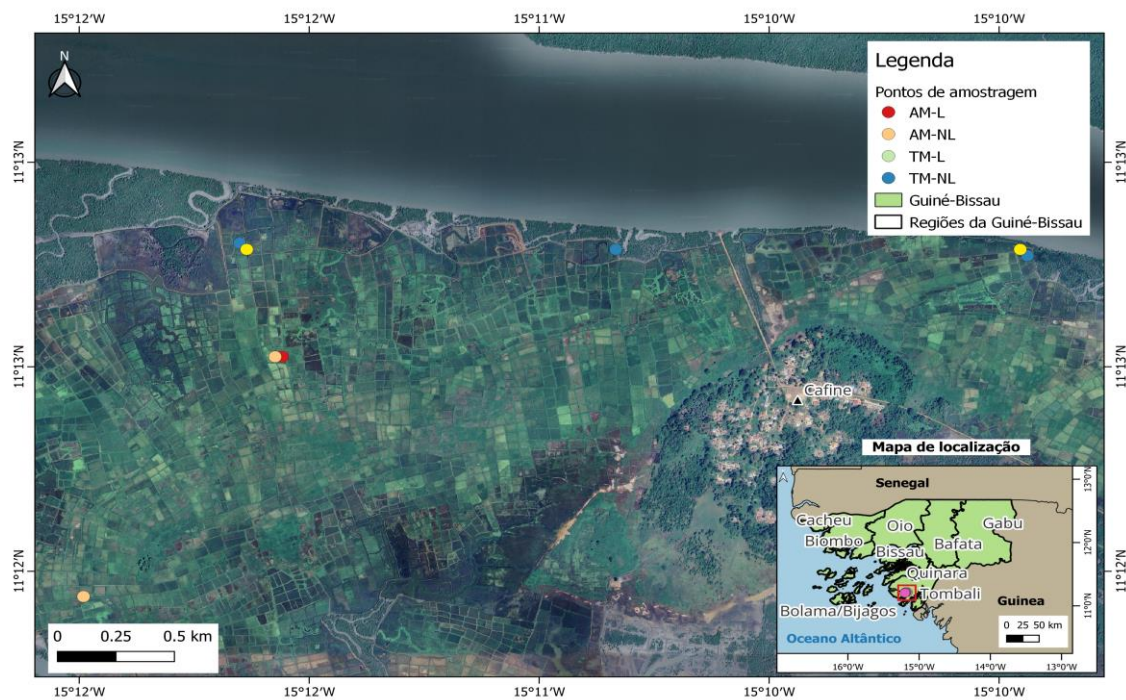 15°12'W 15°12'W 15°11'W 15°10'W 15°10'W
N
Legenda
Pontos de amostragem
AM-L
AM-NL
TM-L
TM-NL
Guiné-Bissau
Regiões da Guiné-Bissau
11°13'N 11°13'N
11°13'N 11°13'N
Cafine
Mapa de localização
Senegal
13°0'N
Cacheu
Oio
Gabu
Biombo
12°0'N
Bissau
Bafata
Quinara
Tombali
11°0'N
Bolama/Bijagos
Guinea
Oceano Altântico
0 25 50 km
16°0'W 15°0'W 14°0'W 13°0'W
11°12'N 11°12'N
0 0.25 0.5 km
15°12'W 15°12'W 15°11'W 15°10'W 15°10'W